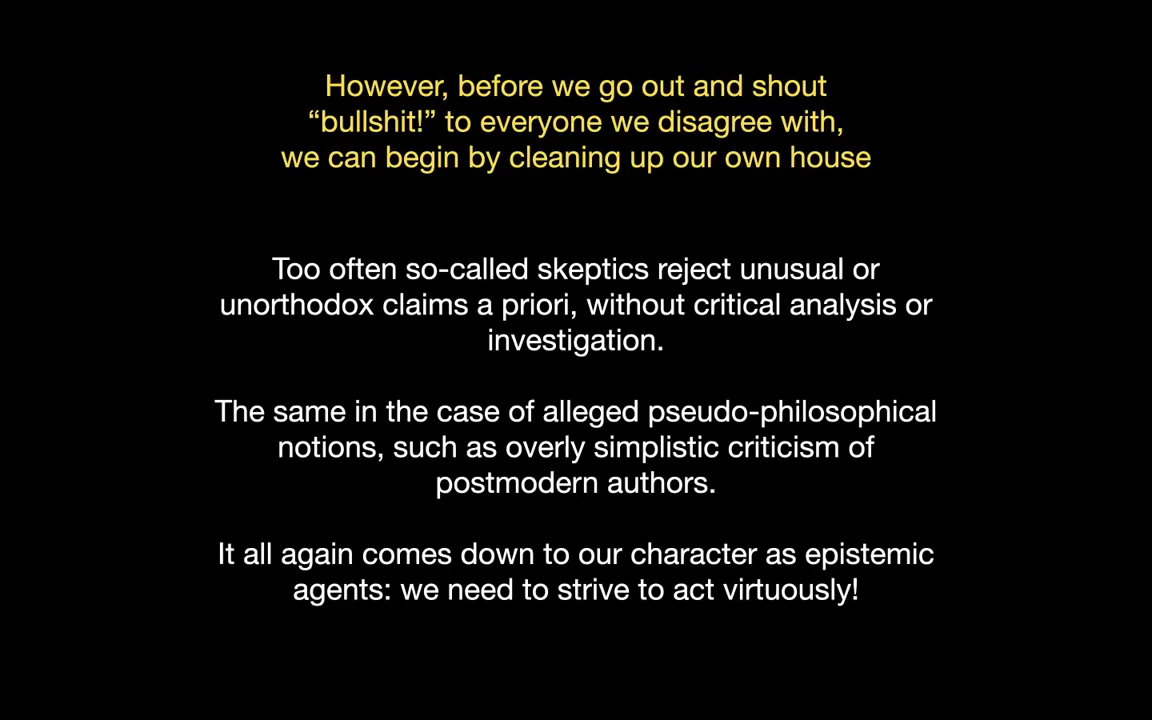 However, before we go out and shout
“bullshit!” to everyone we disagree with,
we can begin by cleaning up our own house
Too often so-called skeptics reject unusual or
unorthodox claims a priori, without critical analysis or
investigation.
The same in the case of alleged pseudo-philosophical
notions, such as overly simplistic criticism of
postmodern authors.
It all again comes down to our character as epistemic
agents: we need to strive to act virtuously!